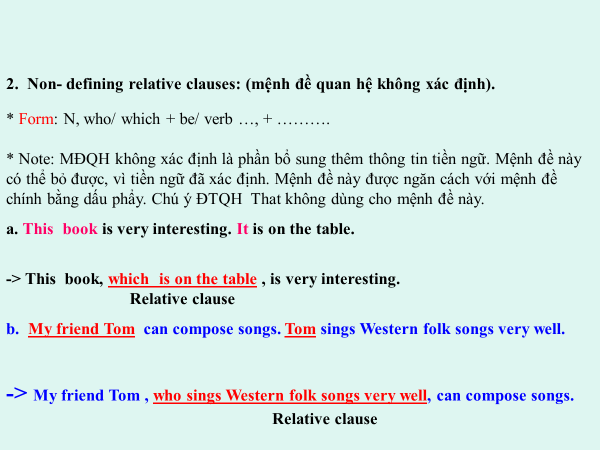 2. Non- defining relative clauses: (mệnh đề quan hệ không xác định).
* Form: N, who/ which + be/ verb …, + ……….
* Note: MĐQH không xác định là phần bổ sung thêm thông tin tiền ngữ. Mệnh đề này
có thể bỏ được, vì tiền ngữ đã xác định. Mệnh đề này được ngăn cách với mệnh đề
chính bằng dấu phẩy. Chú ý ĐTQH That không dùng cho mệnh đề này.
a. This book is very interesting. It is on the table.
-> This book, which is on the table , is very interesting.
Relative clause
b. My friend Tom can compose songs. Tom sings Western folk songs very well.
-> My friend Tom , who sings Western folk songs very well, can compose songs.
Relative clause